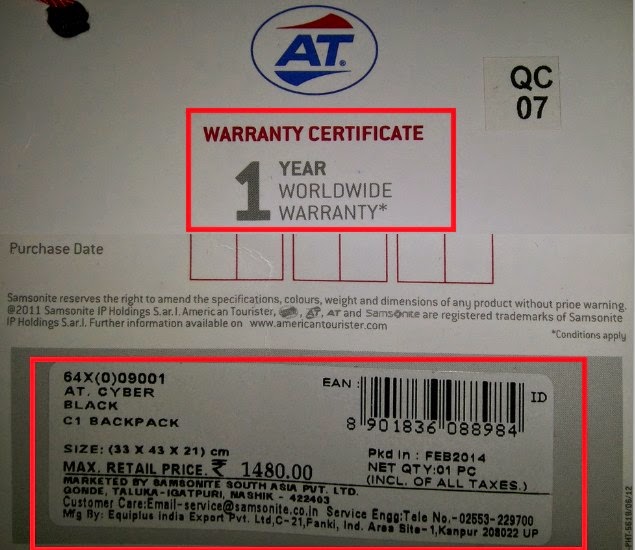 AT.
QC
07
WARRANTY CERTIFICATE
1 YEAR
WORLDWIDE
WARRANTY*
Purchase Date
Samsonite reserves the right to amend the specifications, colours, weight and dimensions of any product without prior warning.
@2011 Samsonite IP Holdings S.ar.l. American Tourister, AT, AT and Samsonite are registered trademarks of Samsonite
IP Holdings S.ar.l. Further information available on www.americantourister.com
*Conditions apply
64X(0)09001
AT. CYBER
BLACK
C1 BACKPACK
EAN :
ID
8 901836 088984
SIZE: (33 X 43 X 21) cm
Pkd in : FEB2014
MAX. RETAIL PRICE. ₹ 1480.00
NET QTY:01 PC
(INCL. OF ALL TAXES.)
MARKETED BY SAMSONITE SOUTH ASIA PVT. LTD.
GONDE, TALUKA-IGATPURI, NASHIK - 422403
Customer Care:Email-service@samsonite.co.in Service Engg:Tele No.-02553-229700
Mfg By: Equiplus India Export Pvt. Ltd,C-21,Panki, Ind. Area Site-1,Kanpur 208022 UP
PHT-5619/06/12